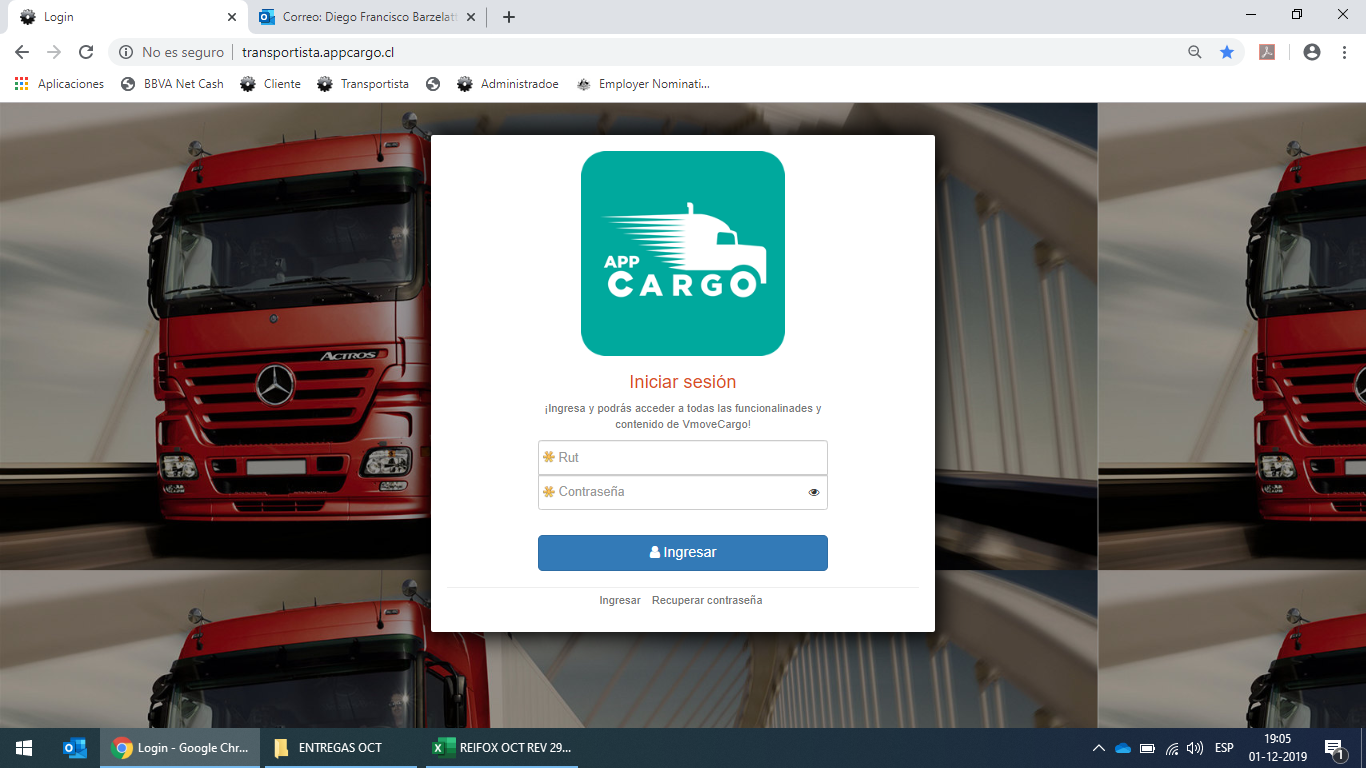 Login
Correo: Diego Francisco Barzelat
No es seguro
transportista.appcargo.cl
Aplicaciones
BBVA Net Cash
Cliente
Transportista
Administradoe
Employer Nominati...
ACTROS
APP
CARGO
Iniciar sesión
¡Ingresa y podrás acceder a todas las funcionalinades y
contenido de VmoveCargo!
Rut
Contraseña
Ingresar
Ingresar Recuperar contraseña
Login - Google Chr...
ENTREGAS OCT
REIFOX OCT REV 29...
ESP
19:05
01-12-2019
1